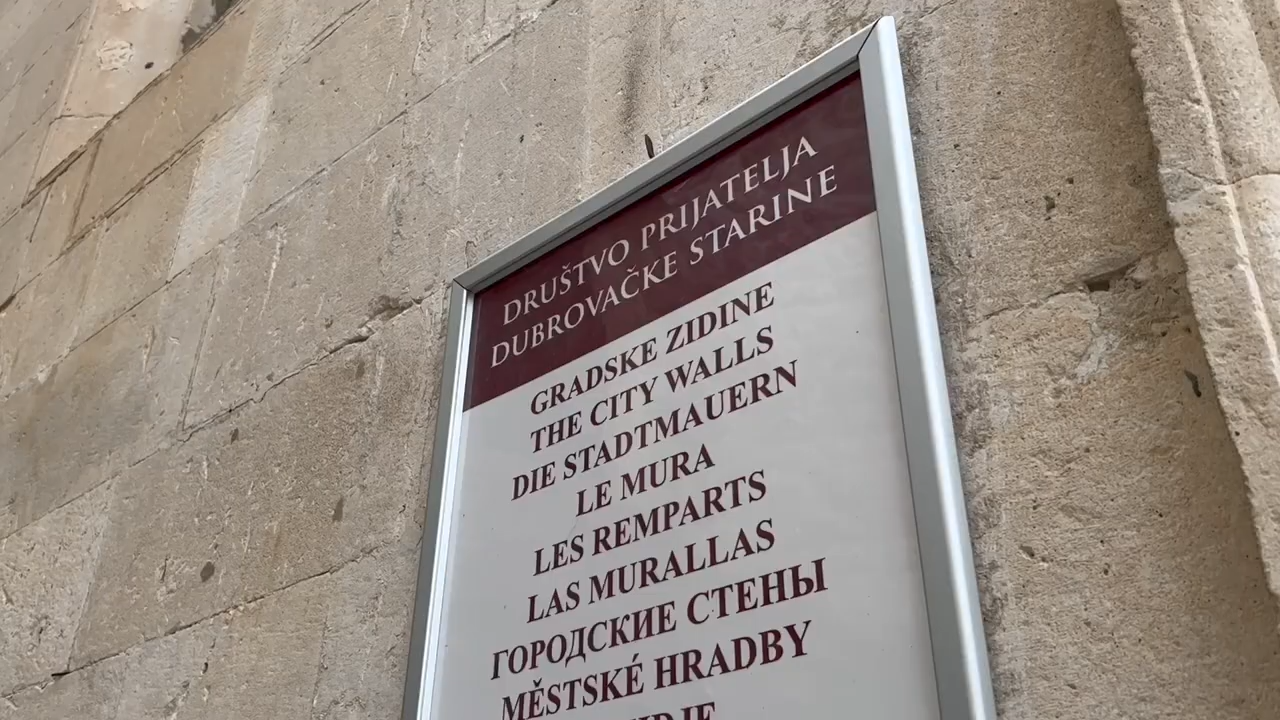 DRUŠTVO PRIJATELJA
DUBROVAČKE STARINE
GRADSKE ZIDINE
THE CITY WALLS
DIE STADTMAUERN
LE MURA
LES REMPARTS
LAS MURALLAS
ГОРОДСКИЕ СТЕНЫ
MĚSTSKÉ HRADBY